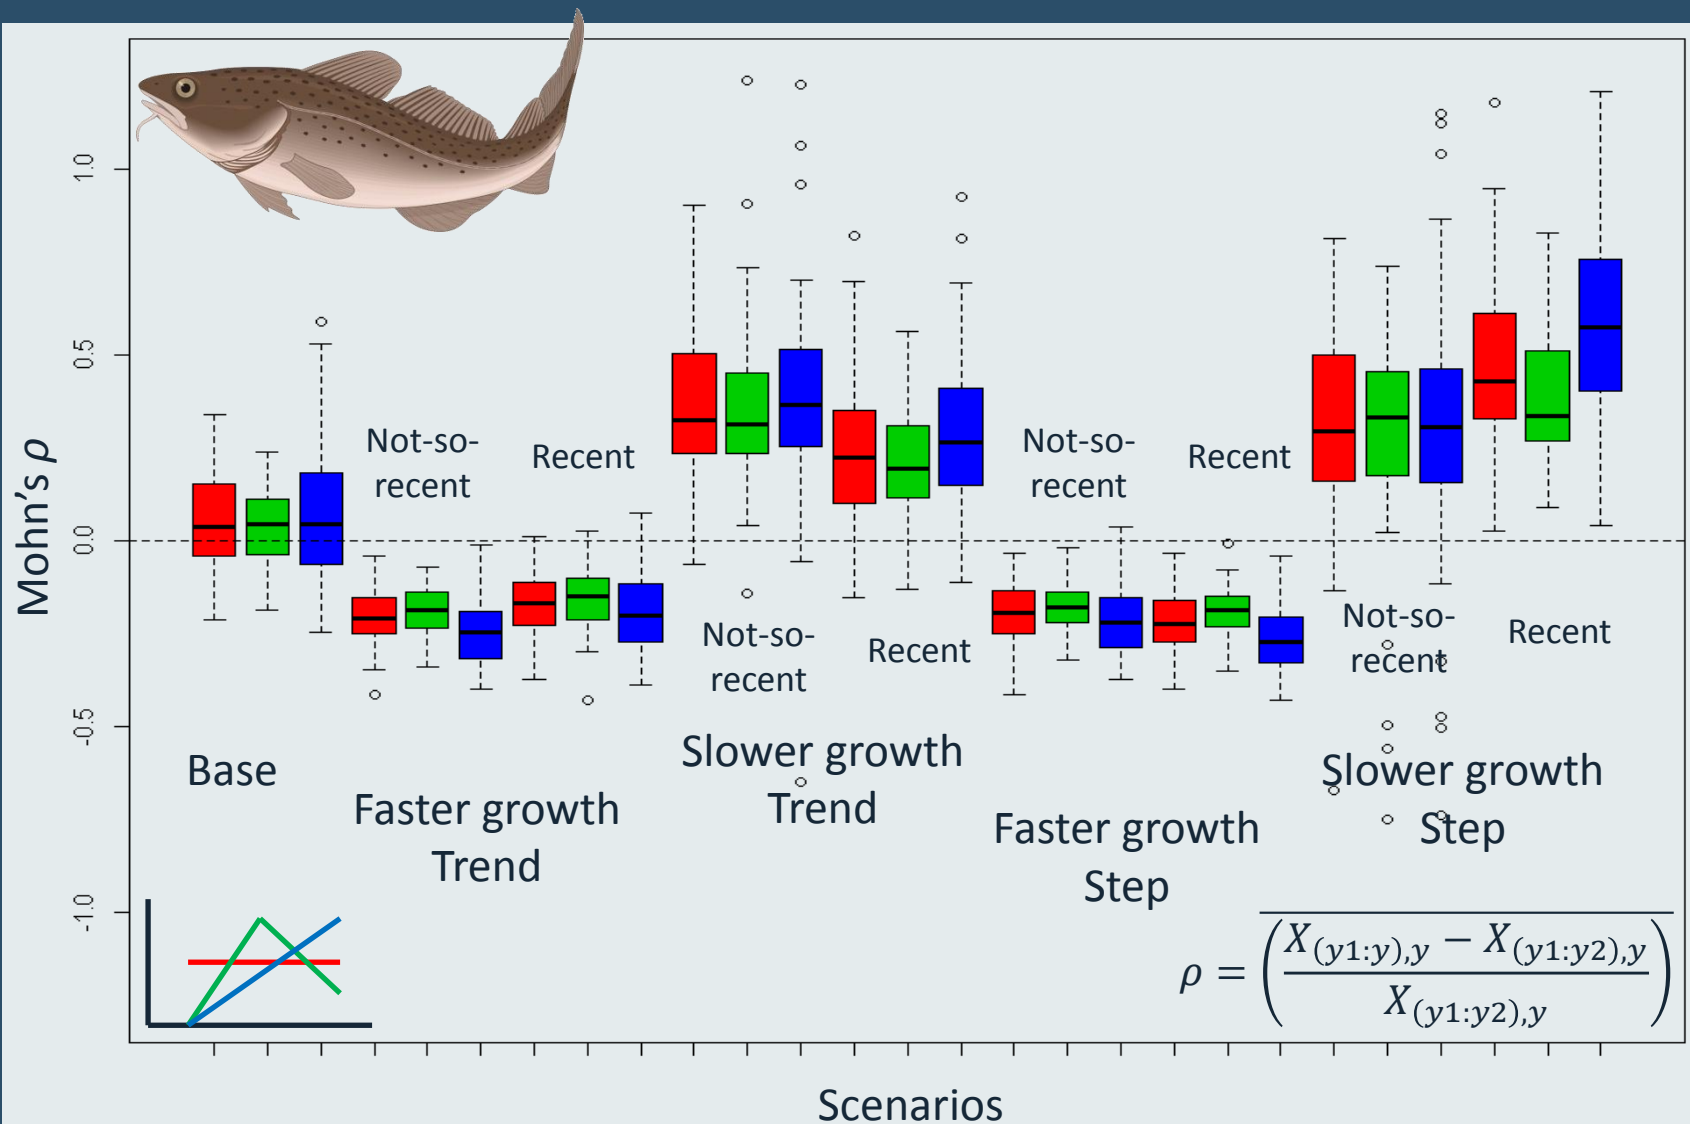 Mohn's ρ
1.0
0.5
0.0
-0.5
-1.0
Not-so-
recent
Recent
Not-so-
recent
Recent
Not-so-
recent
Recent
Not-so-
recent
Recent
Base
Faster growth
Trend
Slower growth
Trend
Faster growth
Step
Slower growth
Step
ρ = (X(y1:y),y − X(y1:y2),y / X(y1:y2),y)
Scenarios